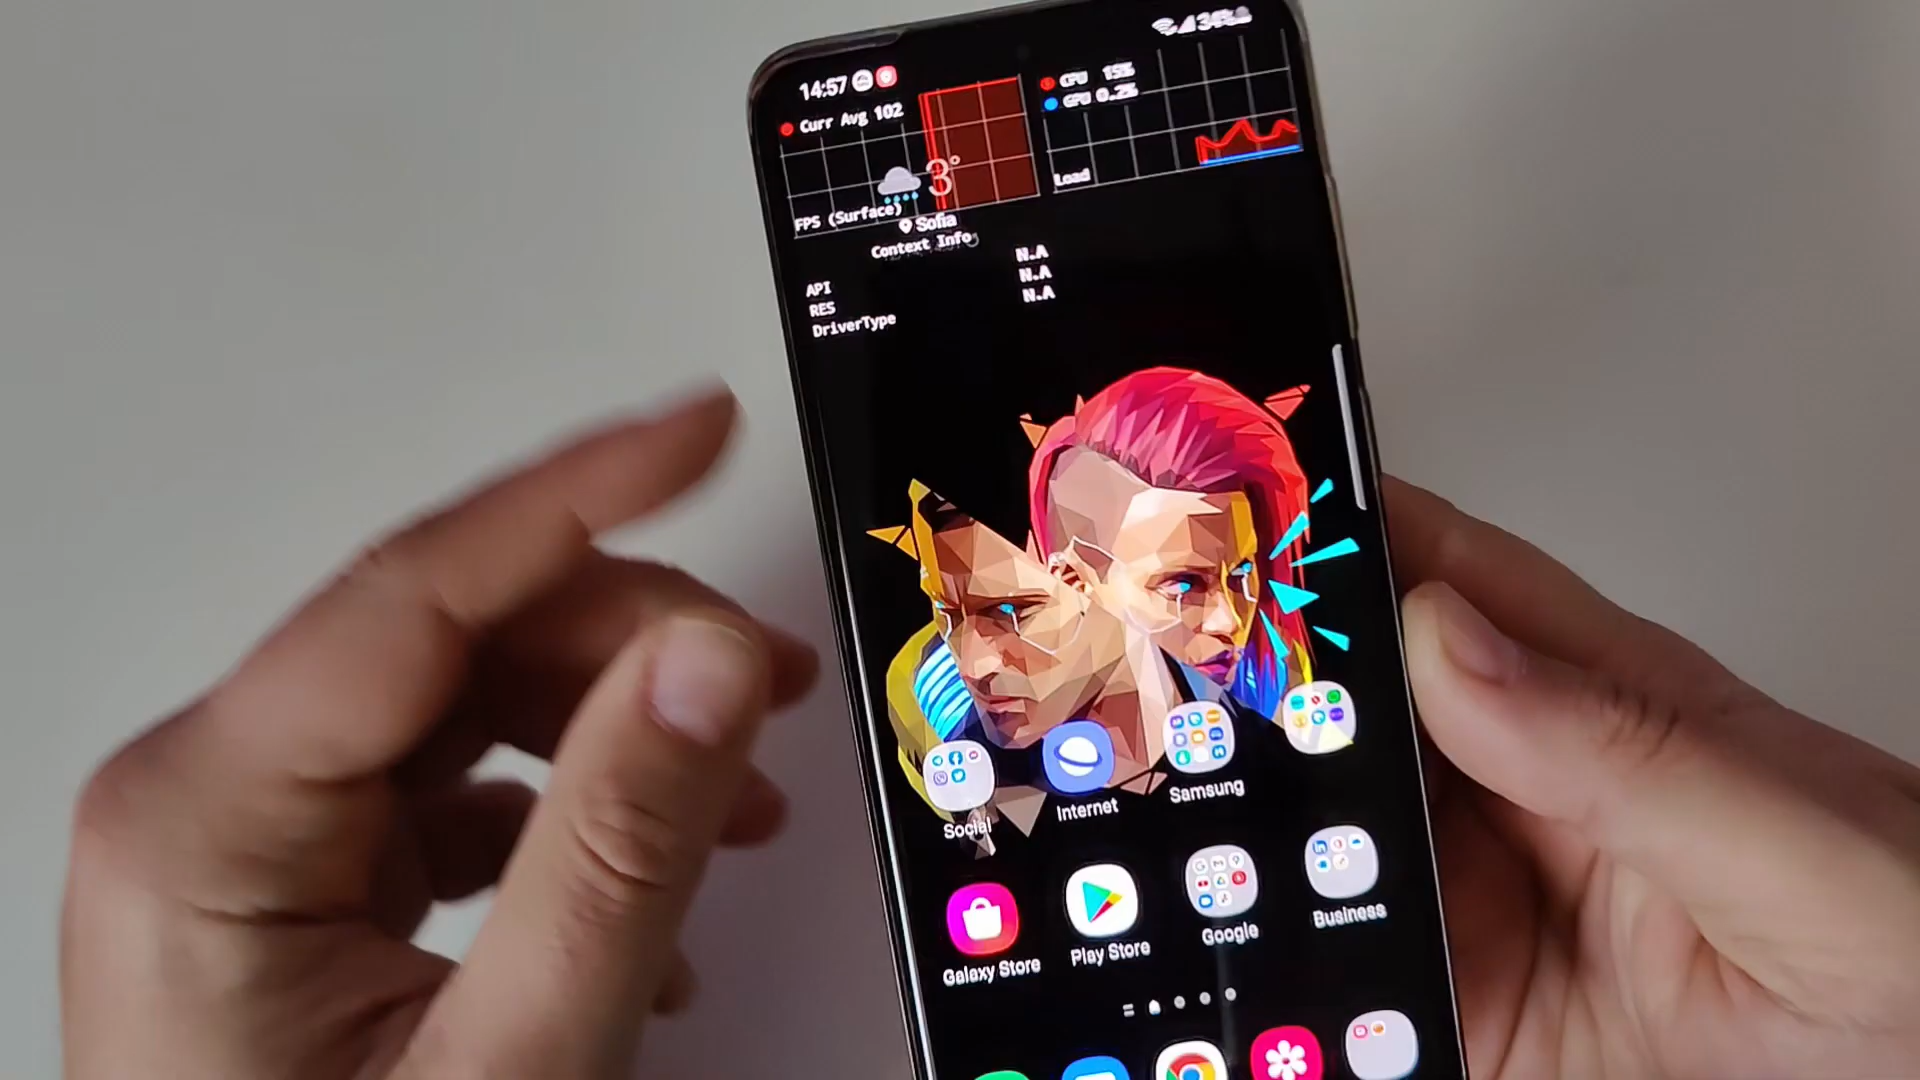 14:57
34%
Curr Avg 102
CPU 15%
GPU 0.2%
3°
Load
FPS (Surface)
Sofia
Context Info
API N.A
RES N.A
DriverType N.A
Social
Internet
Samsung
Galaxy Store
Play Store
Google
Business